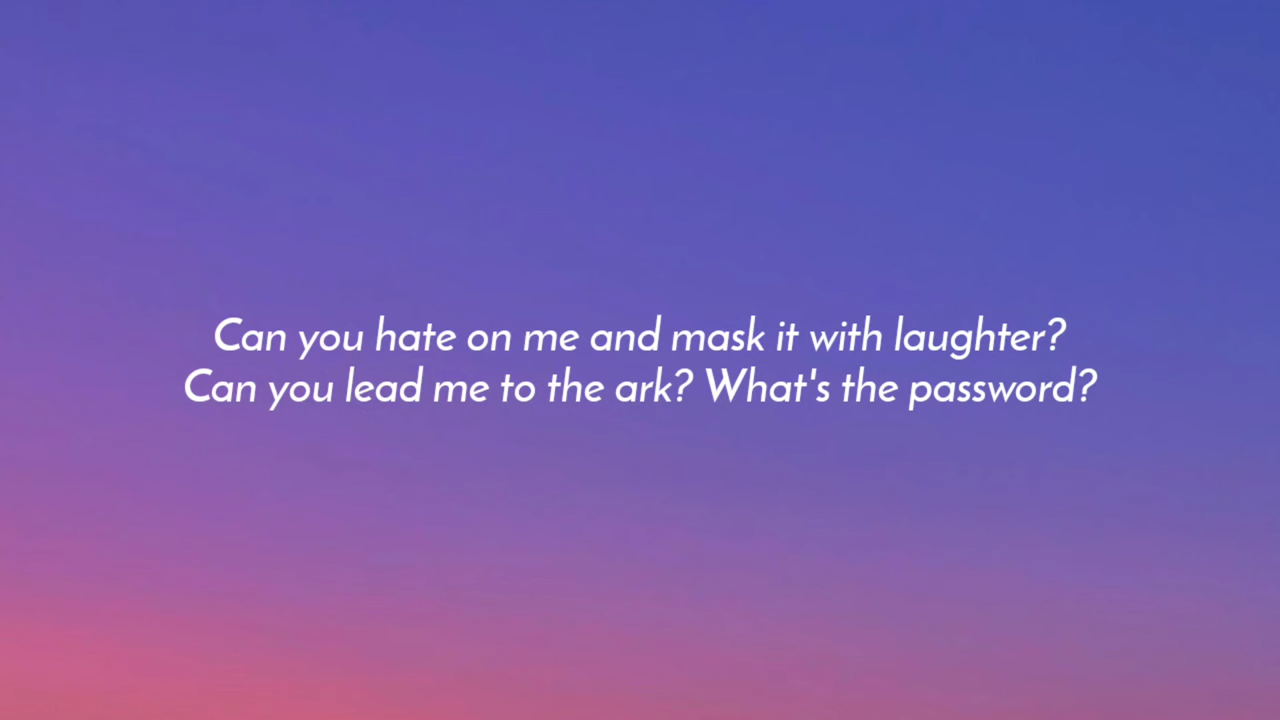 Can you hate on me and mask it with laughter?
Can you lead me to the ark? What's the password?